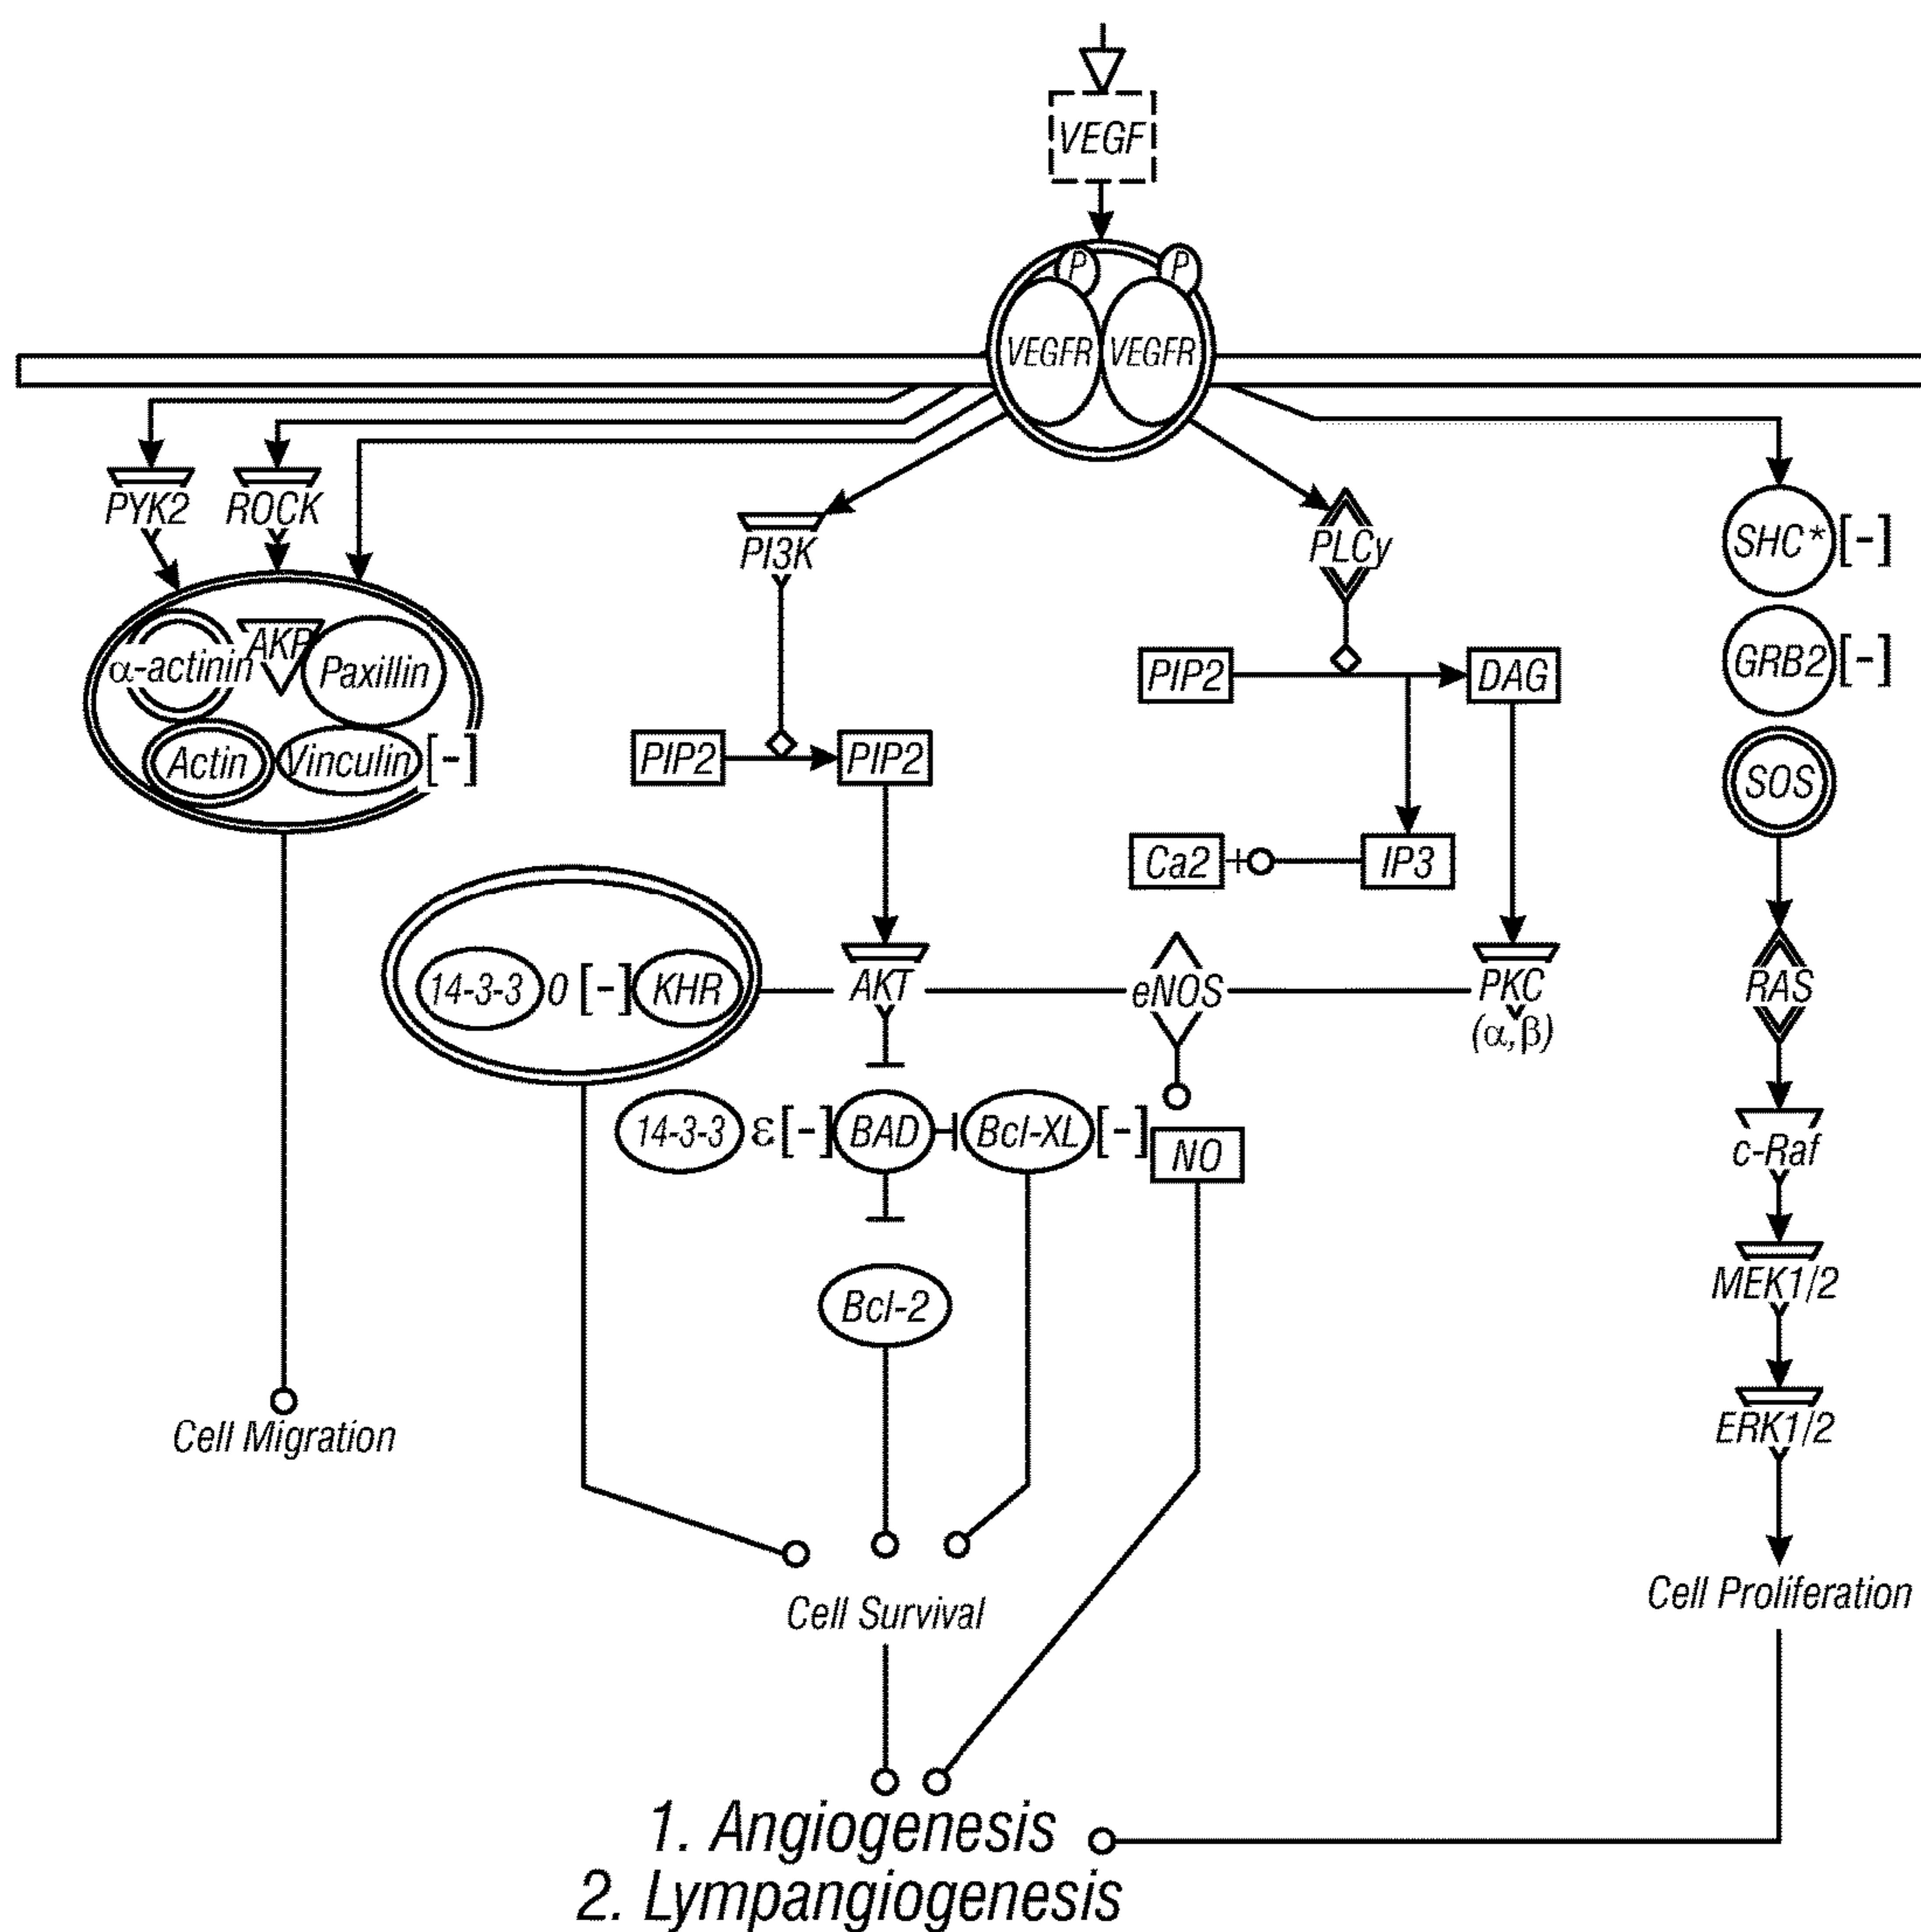 VEGF
P P
VEGFR VEGFR
PYK2 ROCK
PI3K
PLCy
SHC* [-]
α-actinin AKP Paxillin
GRB2 [-]
PIP2 DAG
Actin Vinculin [-]
PIP2 PIP2
SOS
Ca2 + IP3
14-3-3 0 [-] KHR
AKT
eNOS
PKC
(α,β)
RAS
14-3-3 ε [-] BAD Bcl-XL [-]
NO
c-Raf
MEK1/2
Bcl-2
Cell Migration
ERK1/2
Cell Survival
Cell Proliferation
1. Angiogenesis
2. Lympangiogenesis